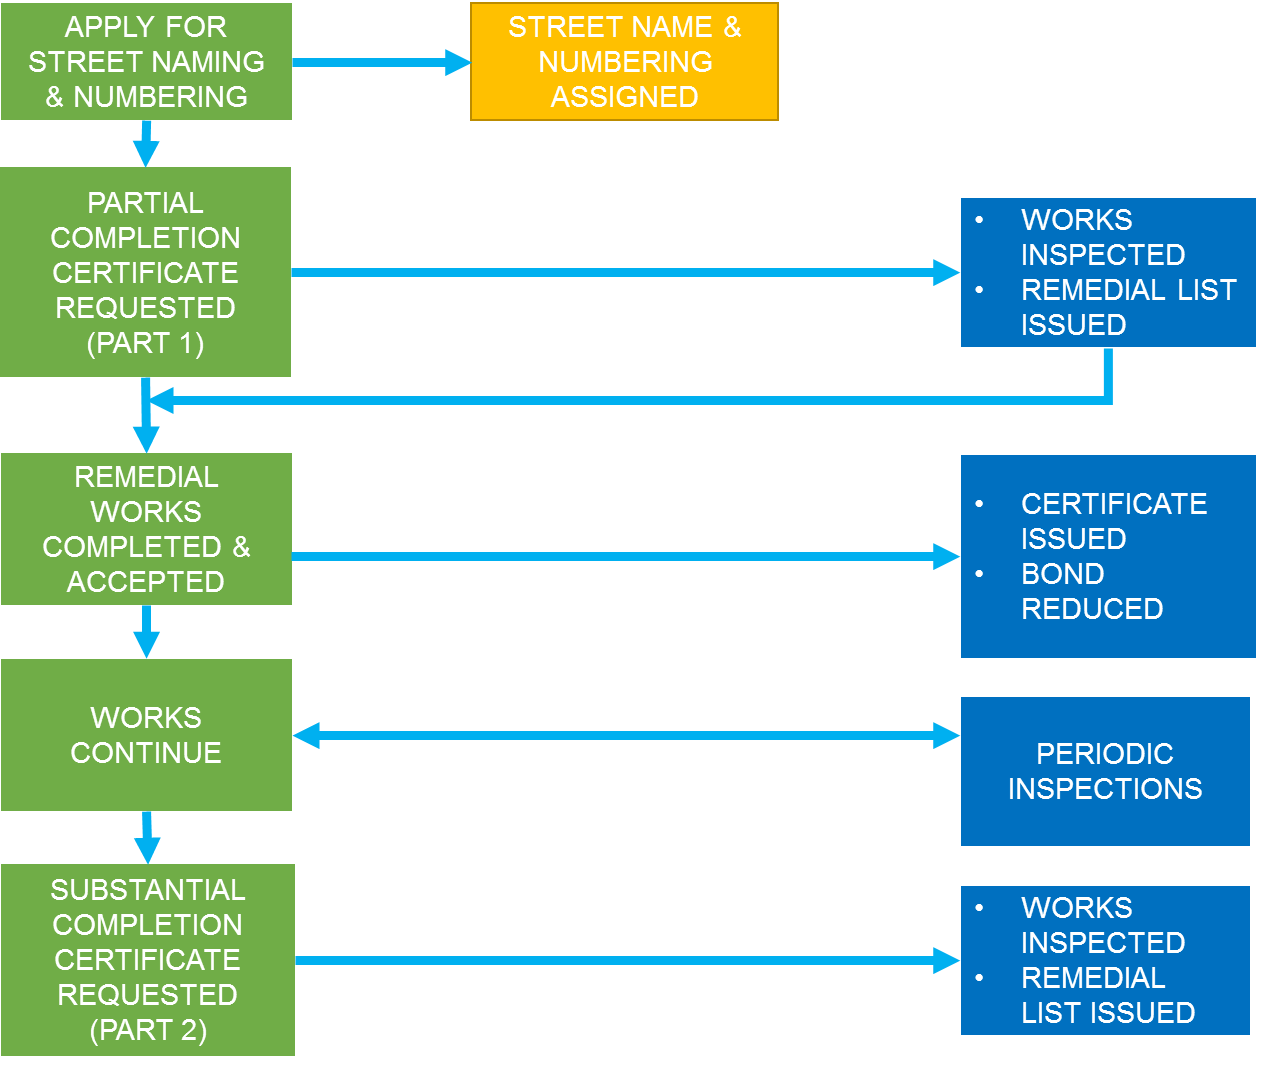 APPLY FOR
STREET NAMING
& NUMBERING
STREET NAME &
NUMBERING
ASSIGNED
PARTIAL
COMPLETION
CERTIFICATE
REQUESTED
(PART 1)
• WORKS
INSPECTED
• REMEDIAL LIST
ISSUED
REMEDIAL
WORKS
COMPLETED &
ACCEPTED
• CERTIFICATE
ISSUED
• BOND
REDUCED
WORKS
CONTINUE
PERIODIC
INSPECTIONS
SUBSTANTIAL
COMPLETION
CERTIFICATE
REQUESTED
(PART 2)
• WORKS
INSPECTED
• REMEDIAL
LIST ISSUED